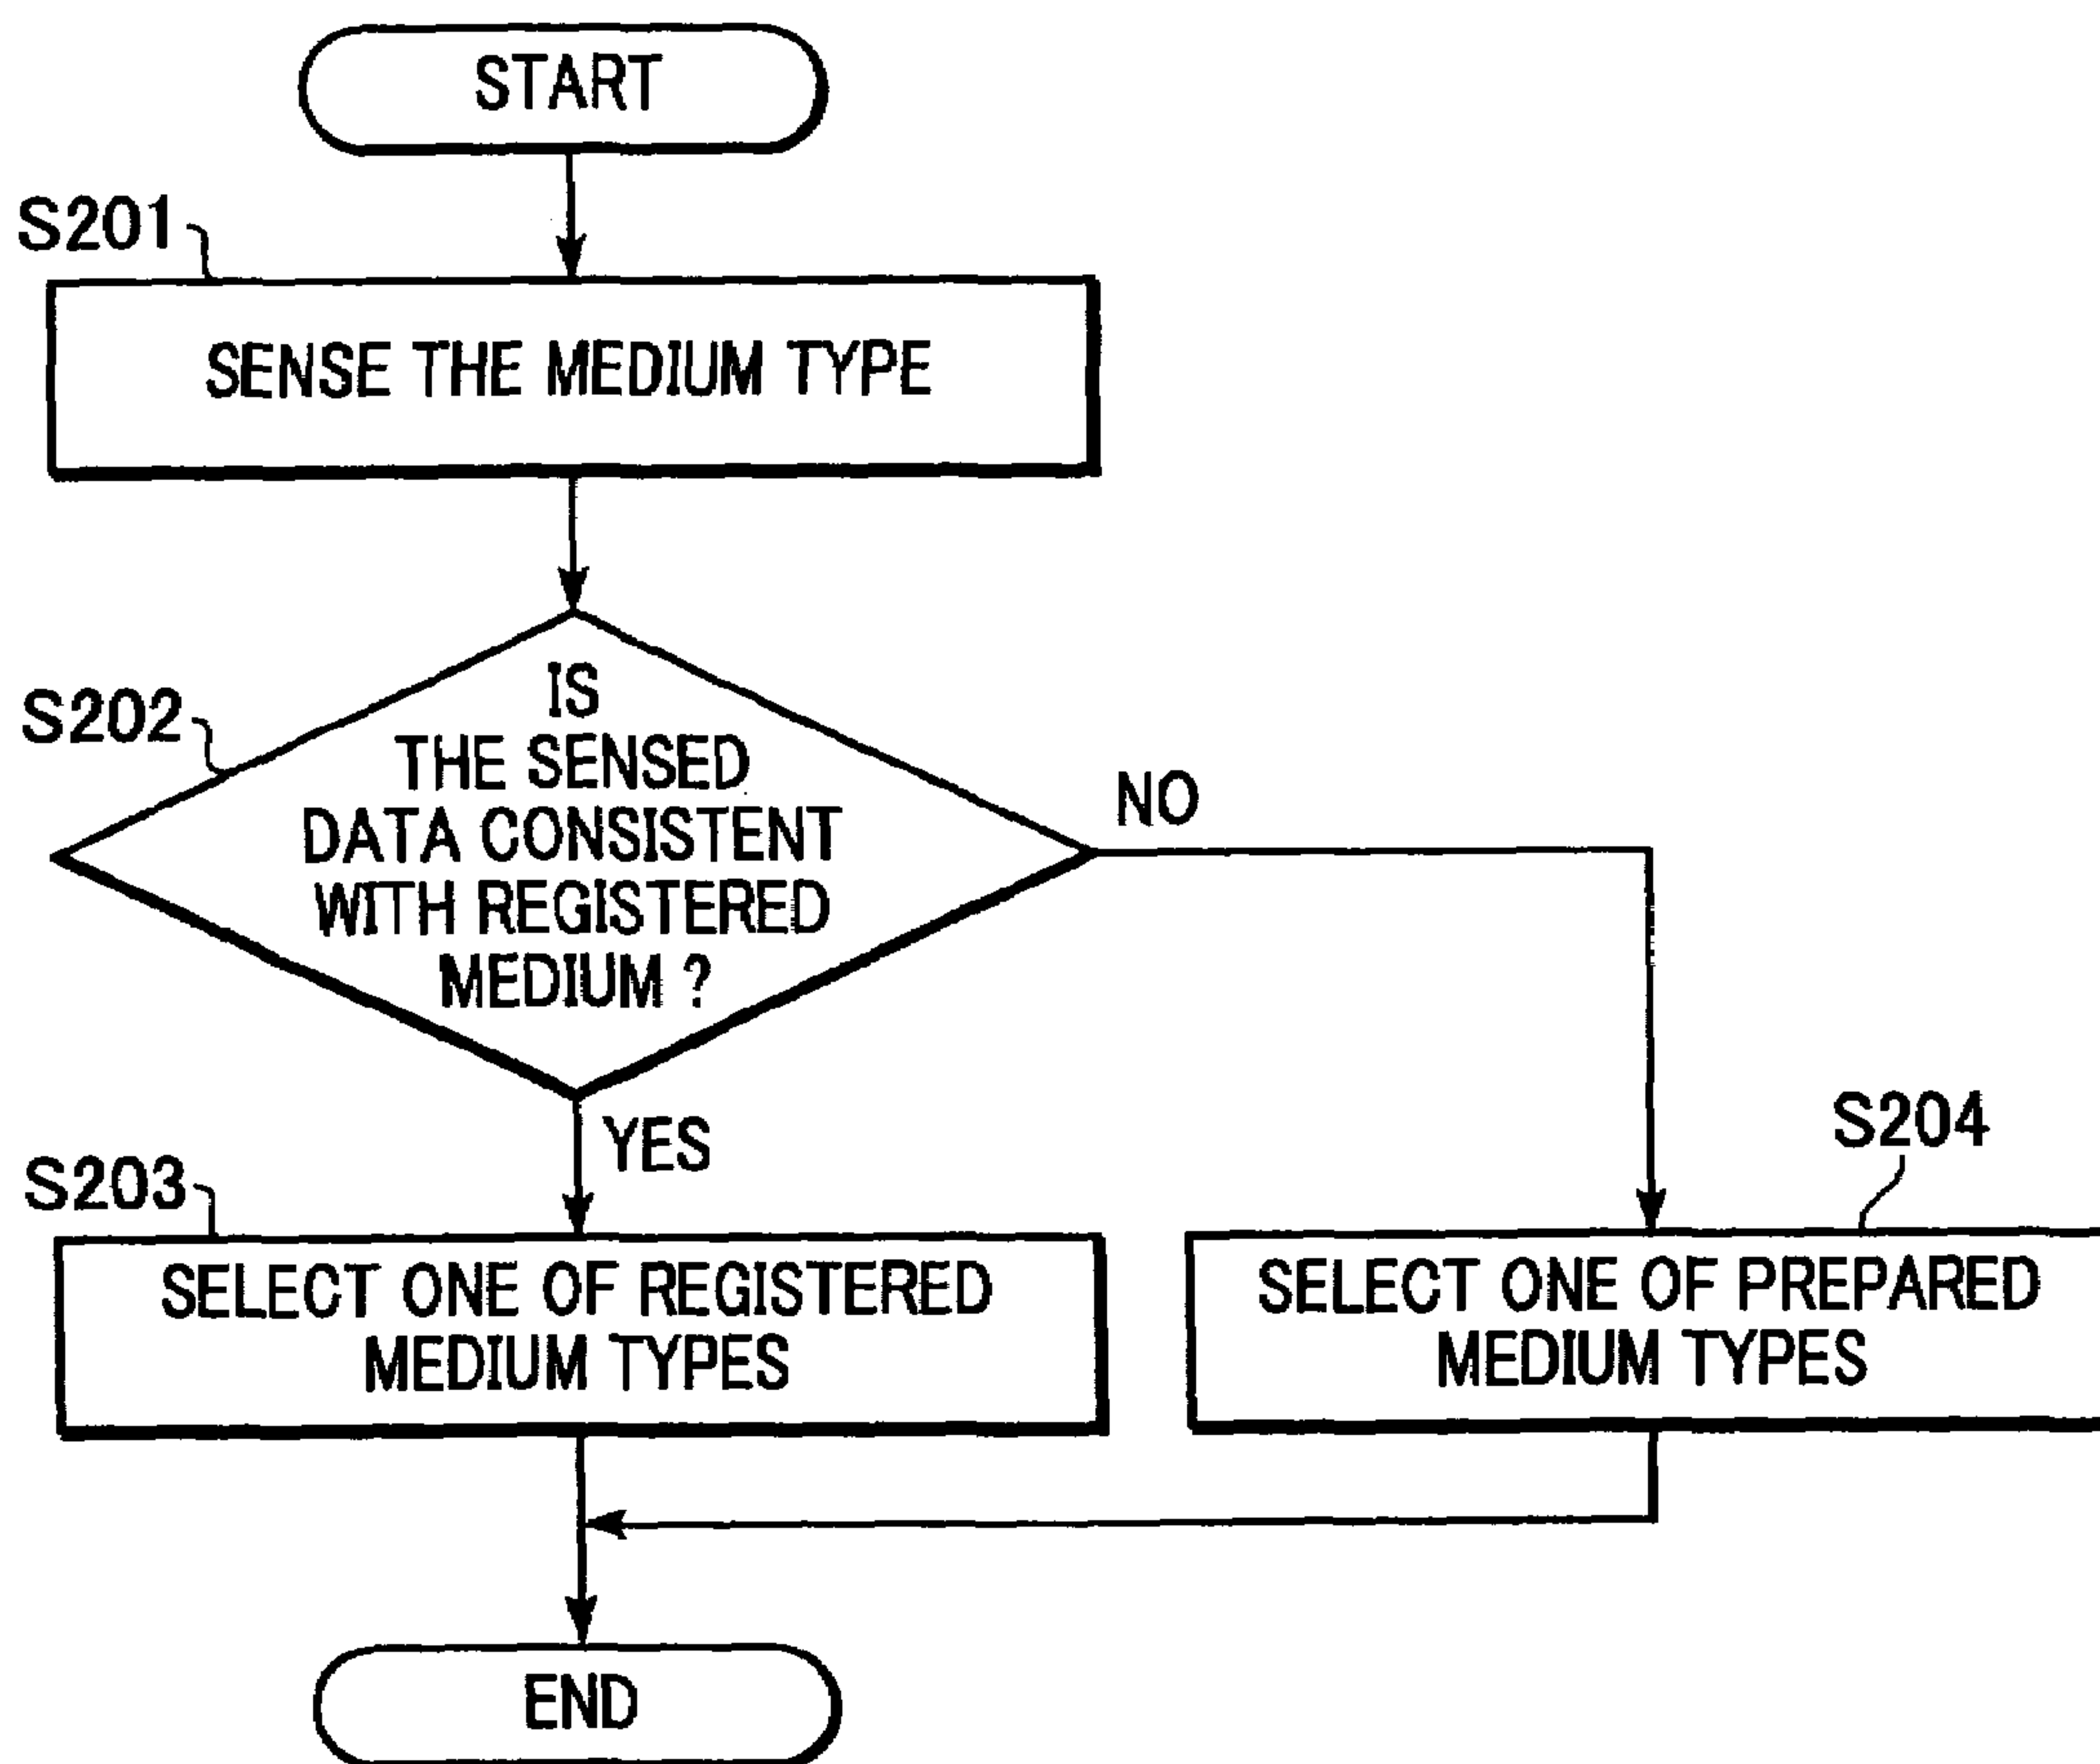 START
S201
SENSE THE MEDIUM TYPE
S202
IS
THE SENSED
DATA CONSISTENT
WITH REGISTERED
MEDIUM ?
NO
YES
S203
SELECT ONE OF REGISTERED
MEDIUM TYPES
S204
SELECT ONE OF PREPARED
MEDIUM TYPES
END